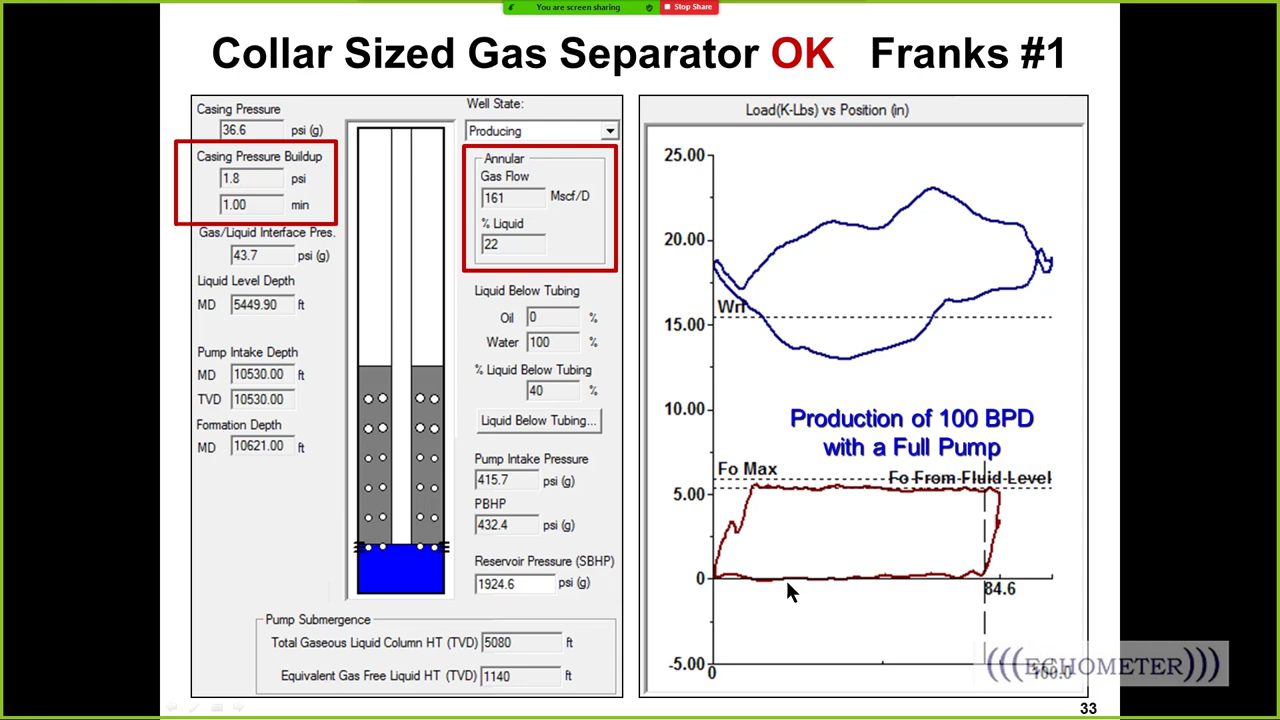 You are screen sharing
Stop Share
Collar Sized Gas Separator OK Franks #1
Casing Pressure
36.6 psi (g)
Casing Pressure Buildup
1.8 psi
1.00 min
Gas/Liquid Interface Pres.
43.7 psi (g)
Liquid Level Depth
MD 5449.90 ft
Pump Intake Depth
MD 10530.00 ft
TVD 10530.00 ft
Formation Depth
MD 10621.00 ft
Well State:
Producing
Annular
Gas Flow
161 Mscf/D
% Liquid
22
Liquid Below Tubing
Oil 0 %
Water 100 %
% Liquid Below Tubing
40 %
Liquid Below Tubing...
Pump Intake Pressure
415.7 psi (g)
PBHP
432.4 psi (g)
Reservoir Pressure (SBHP)
1924.6 psi (g)
Pump Submergence
Total Gaseous Liquid Column HT (TVD) 5080 ft
Equivalent Gas Free Liquid HT (TVD) 1140 ft
Load(K-Lbs) vs Position (in)
25.00
20.00
Wrf
15.00
10.00
Production of 100 BPD
with a Full Pump
Fo Max
Fo From Fluid Level
5.00
0
84.6
-5.00
0
100.0
(((ECHOMETER)))
33